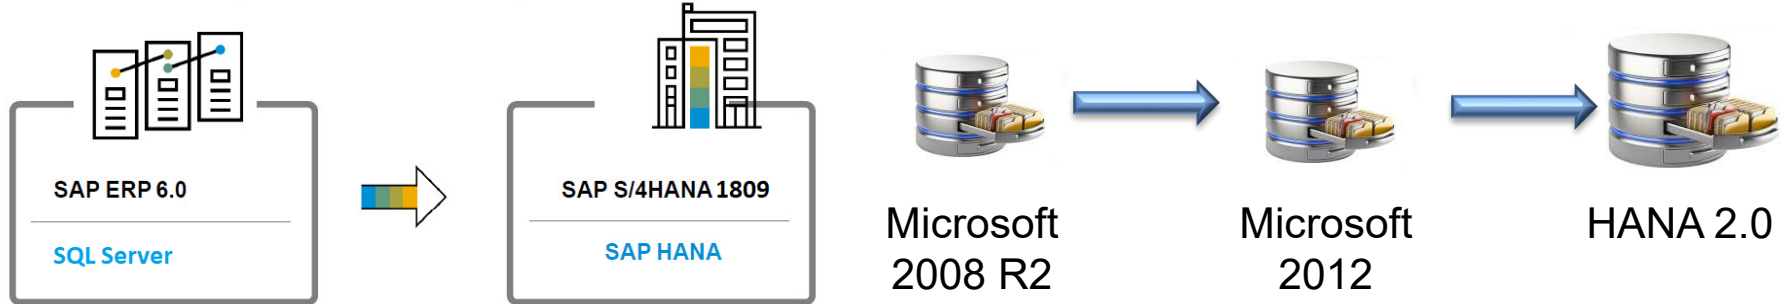 SAP ERP 6.0
SQL Server
SAP S/4HANA 1809
SAP HANA
Microsoft
2008 R2
Microsoft
2012
HANA 2.0